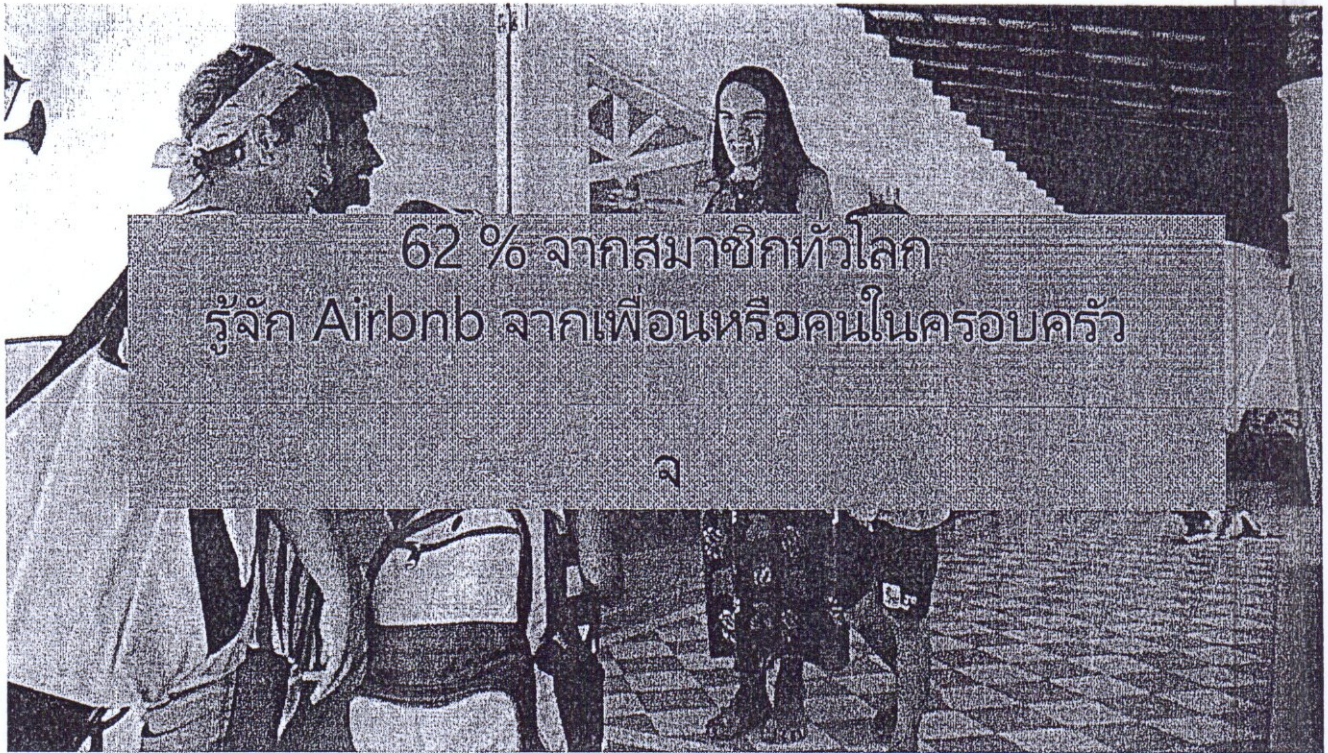 62 % จากสมาชิกทั่วโลก
รู้จัก Airbnb จากเพื่อนหรือคนในครอบครัว
จ